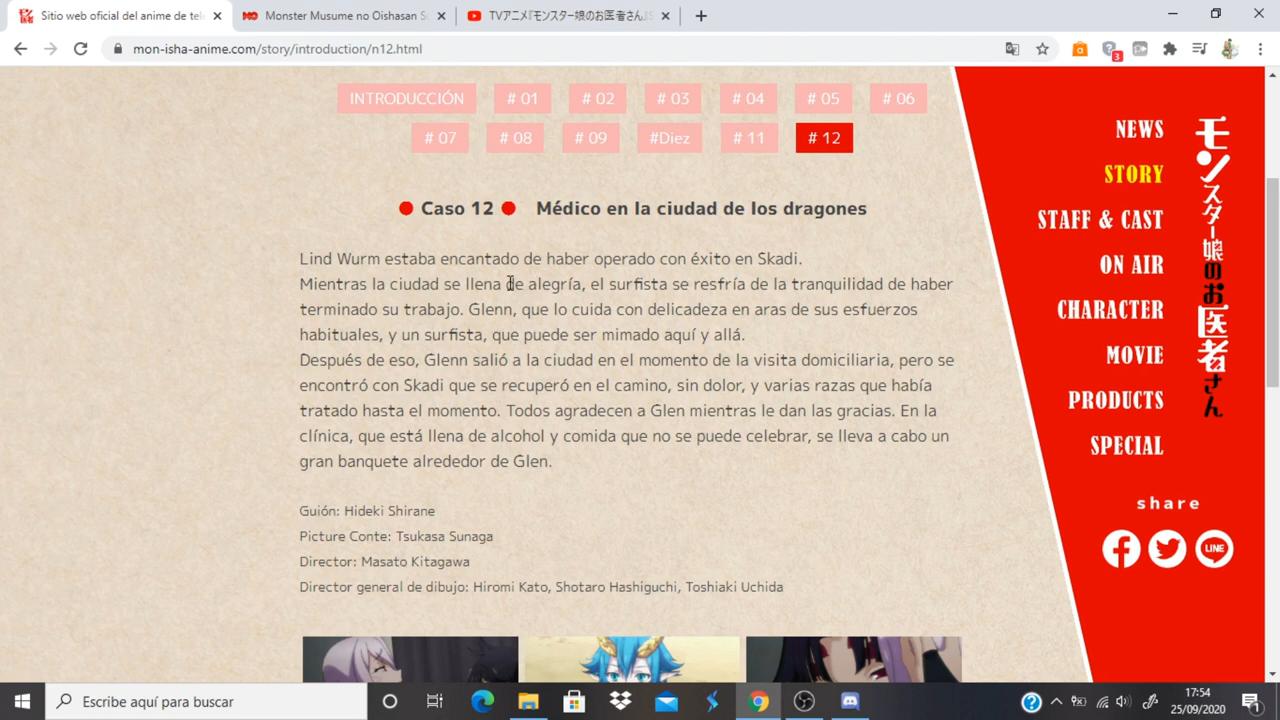 Sitio web oficial del anime de tele
Monster Musume no Oishasan So
TVアニメ『モンスター娘のお医者さん』S
mon-isha-anime.com/story/introduction/n12.html
3
INTRODUCCIÓN # 01 # 02 # 03 # 04 # 05 # 06
# 07 # 08 # 09 #Diez # 11 # 12
Caso 12 Médico en la ciudad de los dragones
Lind Wurm estaba encantado de haber operado con éxito en Skadi.
Mientras la ciudad se llena de alegría, el surfista se resfría de la tranquilidad de haber
terminado su trabajo. Glenn, que lo cuida con delicadeza en aras de sus esfuerzos
habituales, y un surfista, que puede ser mimado aquí y allá.
Después de eso, Glenn salió a la ciudad en el momento de la visita domiciliaria, pero se
encontró con Skadi que se recuperó en el camino, sin dolor, y varias razas que había
tratado hasta el momento. Todos agradecen a Glen mientras le dan las gracias. En la
clínica, que está llena de alcohol y comida que no se puede celebrar, se lleva a cabo un
gran banquete alrededor de Glen.
Guión: Hideki Shirane
Picture Conte: Tsukasa Sunaga
Director: Masato Kitagawa
Director general de dibujo: Hiromi Kato, Shotaro Hashiguchi, Toshiaki Uchida
NEWS
STORY
STAFF & CAST
ON AIR
CHARACTER
MOVIE
PRODUCTS
SPECIAL
モンスター娘のお医者さん
share
LINE
Escribe aquí para buscar
17:54
25/09/2020
1